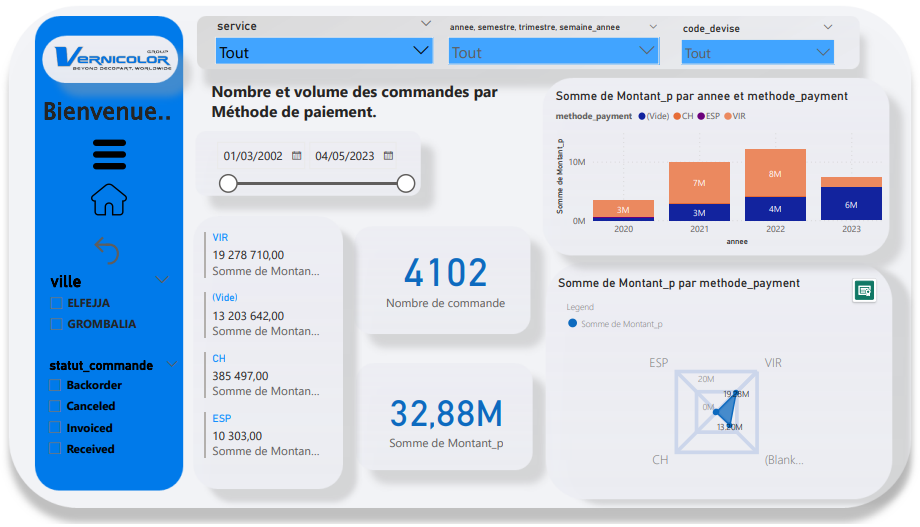 GROUP
VERNICOLOR
BEYOND DECOPART, WORLDWIDE
Bienvenue..
ville
ELFEJJA
GROMBALIA
statut_commande
Backorder
Canceled
Invoiced
Received
service
Tout
annee, semestre, trimestre, semaine_annee
Tout
code_devise
Tout
Nombre et volume des commandes par
Méthode de paiement.
01/03/2002
04/05/2023
VIR
19 278 710,00
Somme de Montan...
(Vide)
13 203 642,00
Somme de Montan...
CH
385 497,00
Somme de Montan...
ESP
10 303,00
Somme de Montan...
4102
Nombre de commande
32,88M
Somme de Montant_p
Somme de Montant_p par annee et methode_payment
methode_payment (Vide) CH ESP VIR
Somme de Montant_p
10M
0M
3M
7M
3M
8M
4M
6M
2020 2021 2022 2023
annee
Somme de Montant_p par methode_payment
Legend
Somme de Montant_p
ESP VIR
20M
0M
19.28M
13.20M
CH (Blank...